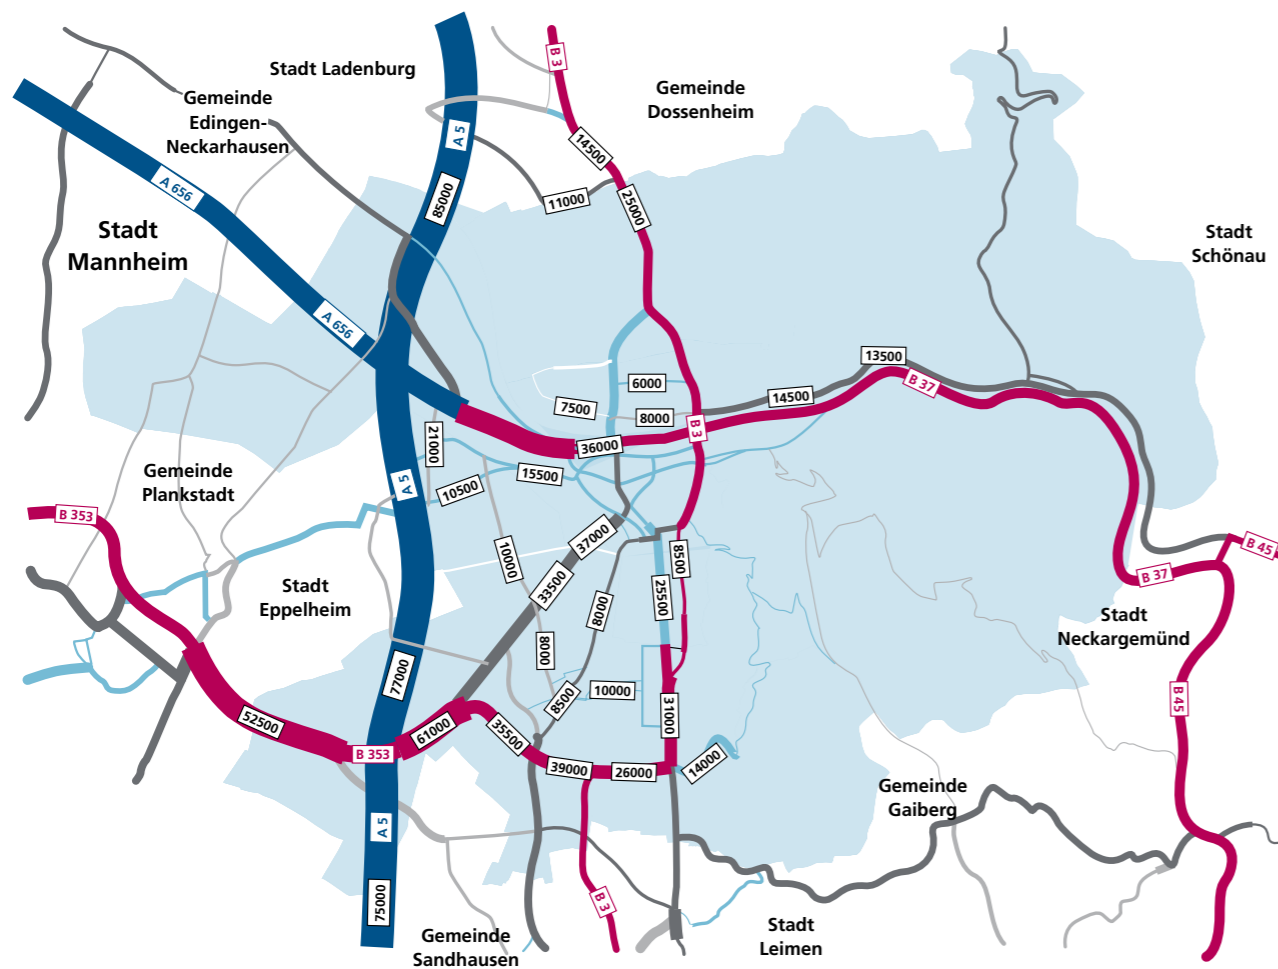 B 3
Stadt Ladenburg
Gemeinde
Dossenheim
Gemeinde
Edingen-
Neckarhausen
A 5
14500
A 656
85000
11000
25000
Stadt
Mannheim
Stadt
Schönau
A 656
13500
6000
B 37
7500
8000
14500
B 3
21000
36000
Gemeinde
Plankstadt
A 5
10500
15500
B 353
37000
10000
8500
B 45
33500
25500
B 37
Stadt
Eppelheim
8000
Stadt
Neckargemünd
8000
77000
8500
10000
B 45
31000
52500
61000
35500
B 353
39000
26000
14000
Gemeinde
Gaiberg
A 5
75000
B 3
Gemeinde
Sandhausen
Stadt
Leimen